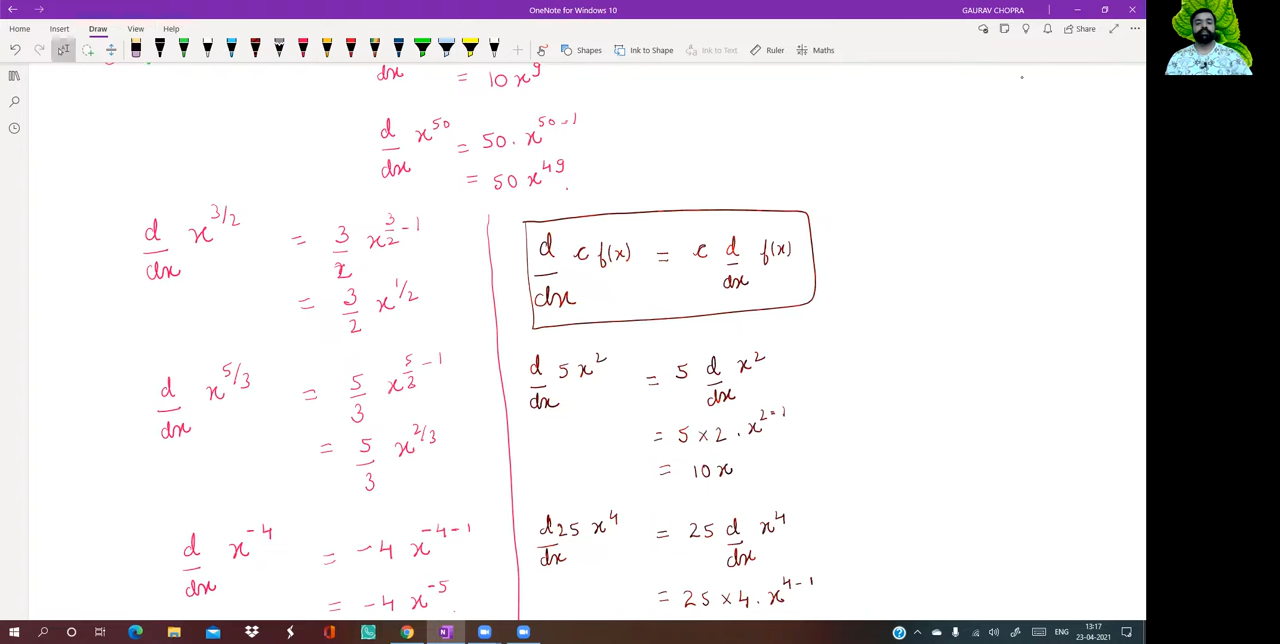 OneNote for Windows 10
GAURAV CHOPRA
Home Insert Draw View Help
Share
Shapes Ink to Shape Ink to Text Ruler Maths
d/dx = 10 x^9
d/dx x^50 = 50 . x^50-1
= 50 x^49 .
d/dx x^3/2 = 3/2 x^3/2 - 1
= 3/2 x^1/2
d/dx x^5/3 = 5/3 x^5/3 - 1
= 5/3 x^2/3
d/dx x^-4 = -4 x^-4-1
= -4 x^-5 .
d/dx c f(x) = c d/dx f(x)
d/dx 5x^2 = 5 d/dx x^2
= 5 × 2 . x^2-1
= 10x
d/dx 25 x^4 = 25 d/dx x^4
= 25 × 4 . x^4-1
ENG
13:17
23-04-2021